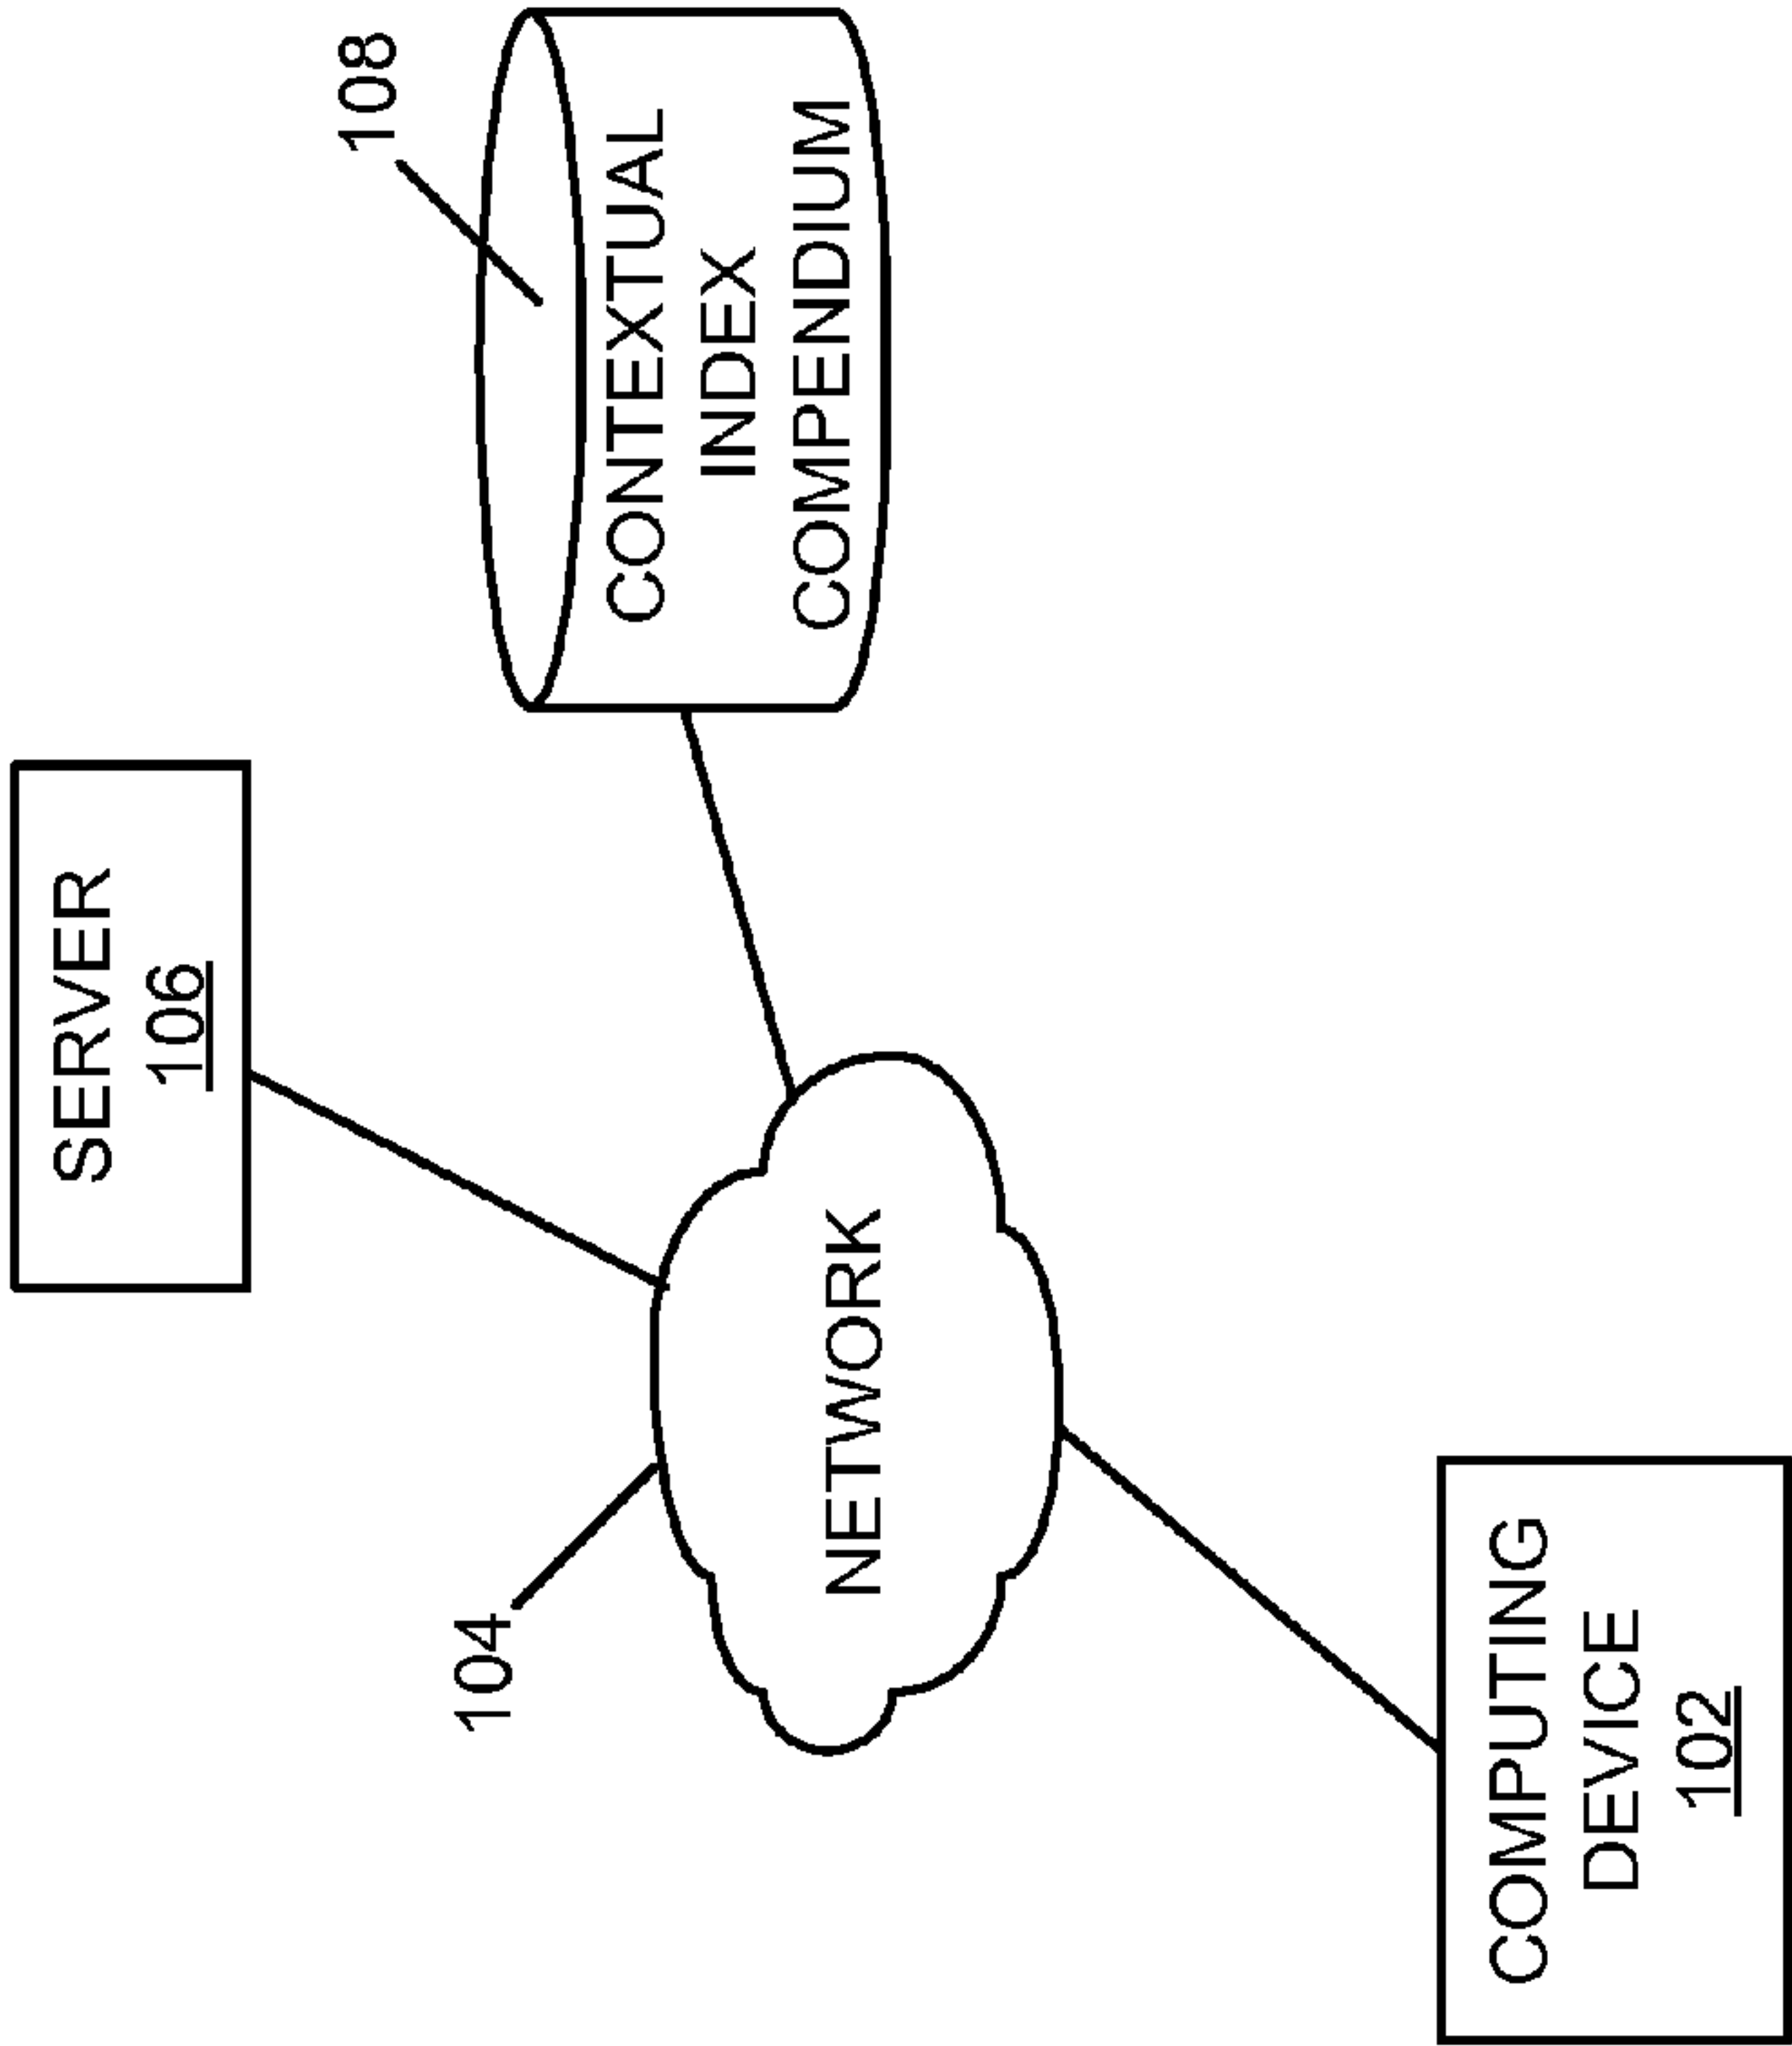 SERVER
106
108
CONTEXTUAL
INDEX
COMPENDIUM
104
NETWORK
COMPUTING
DEVICE
102